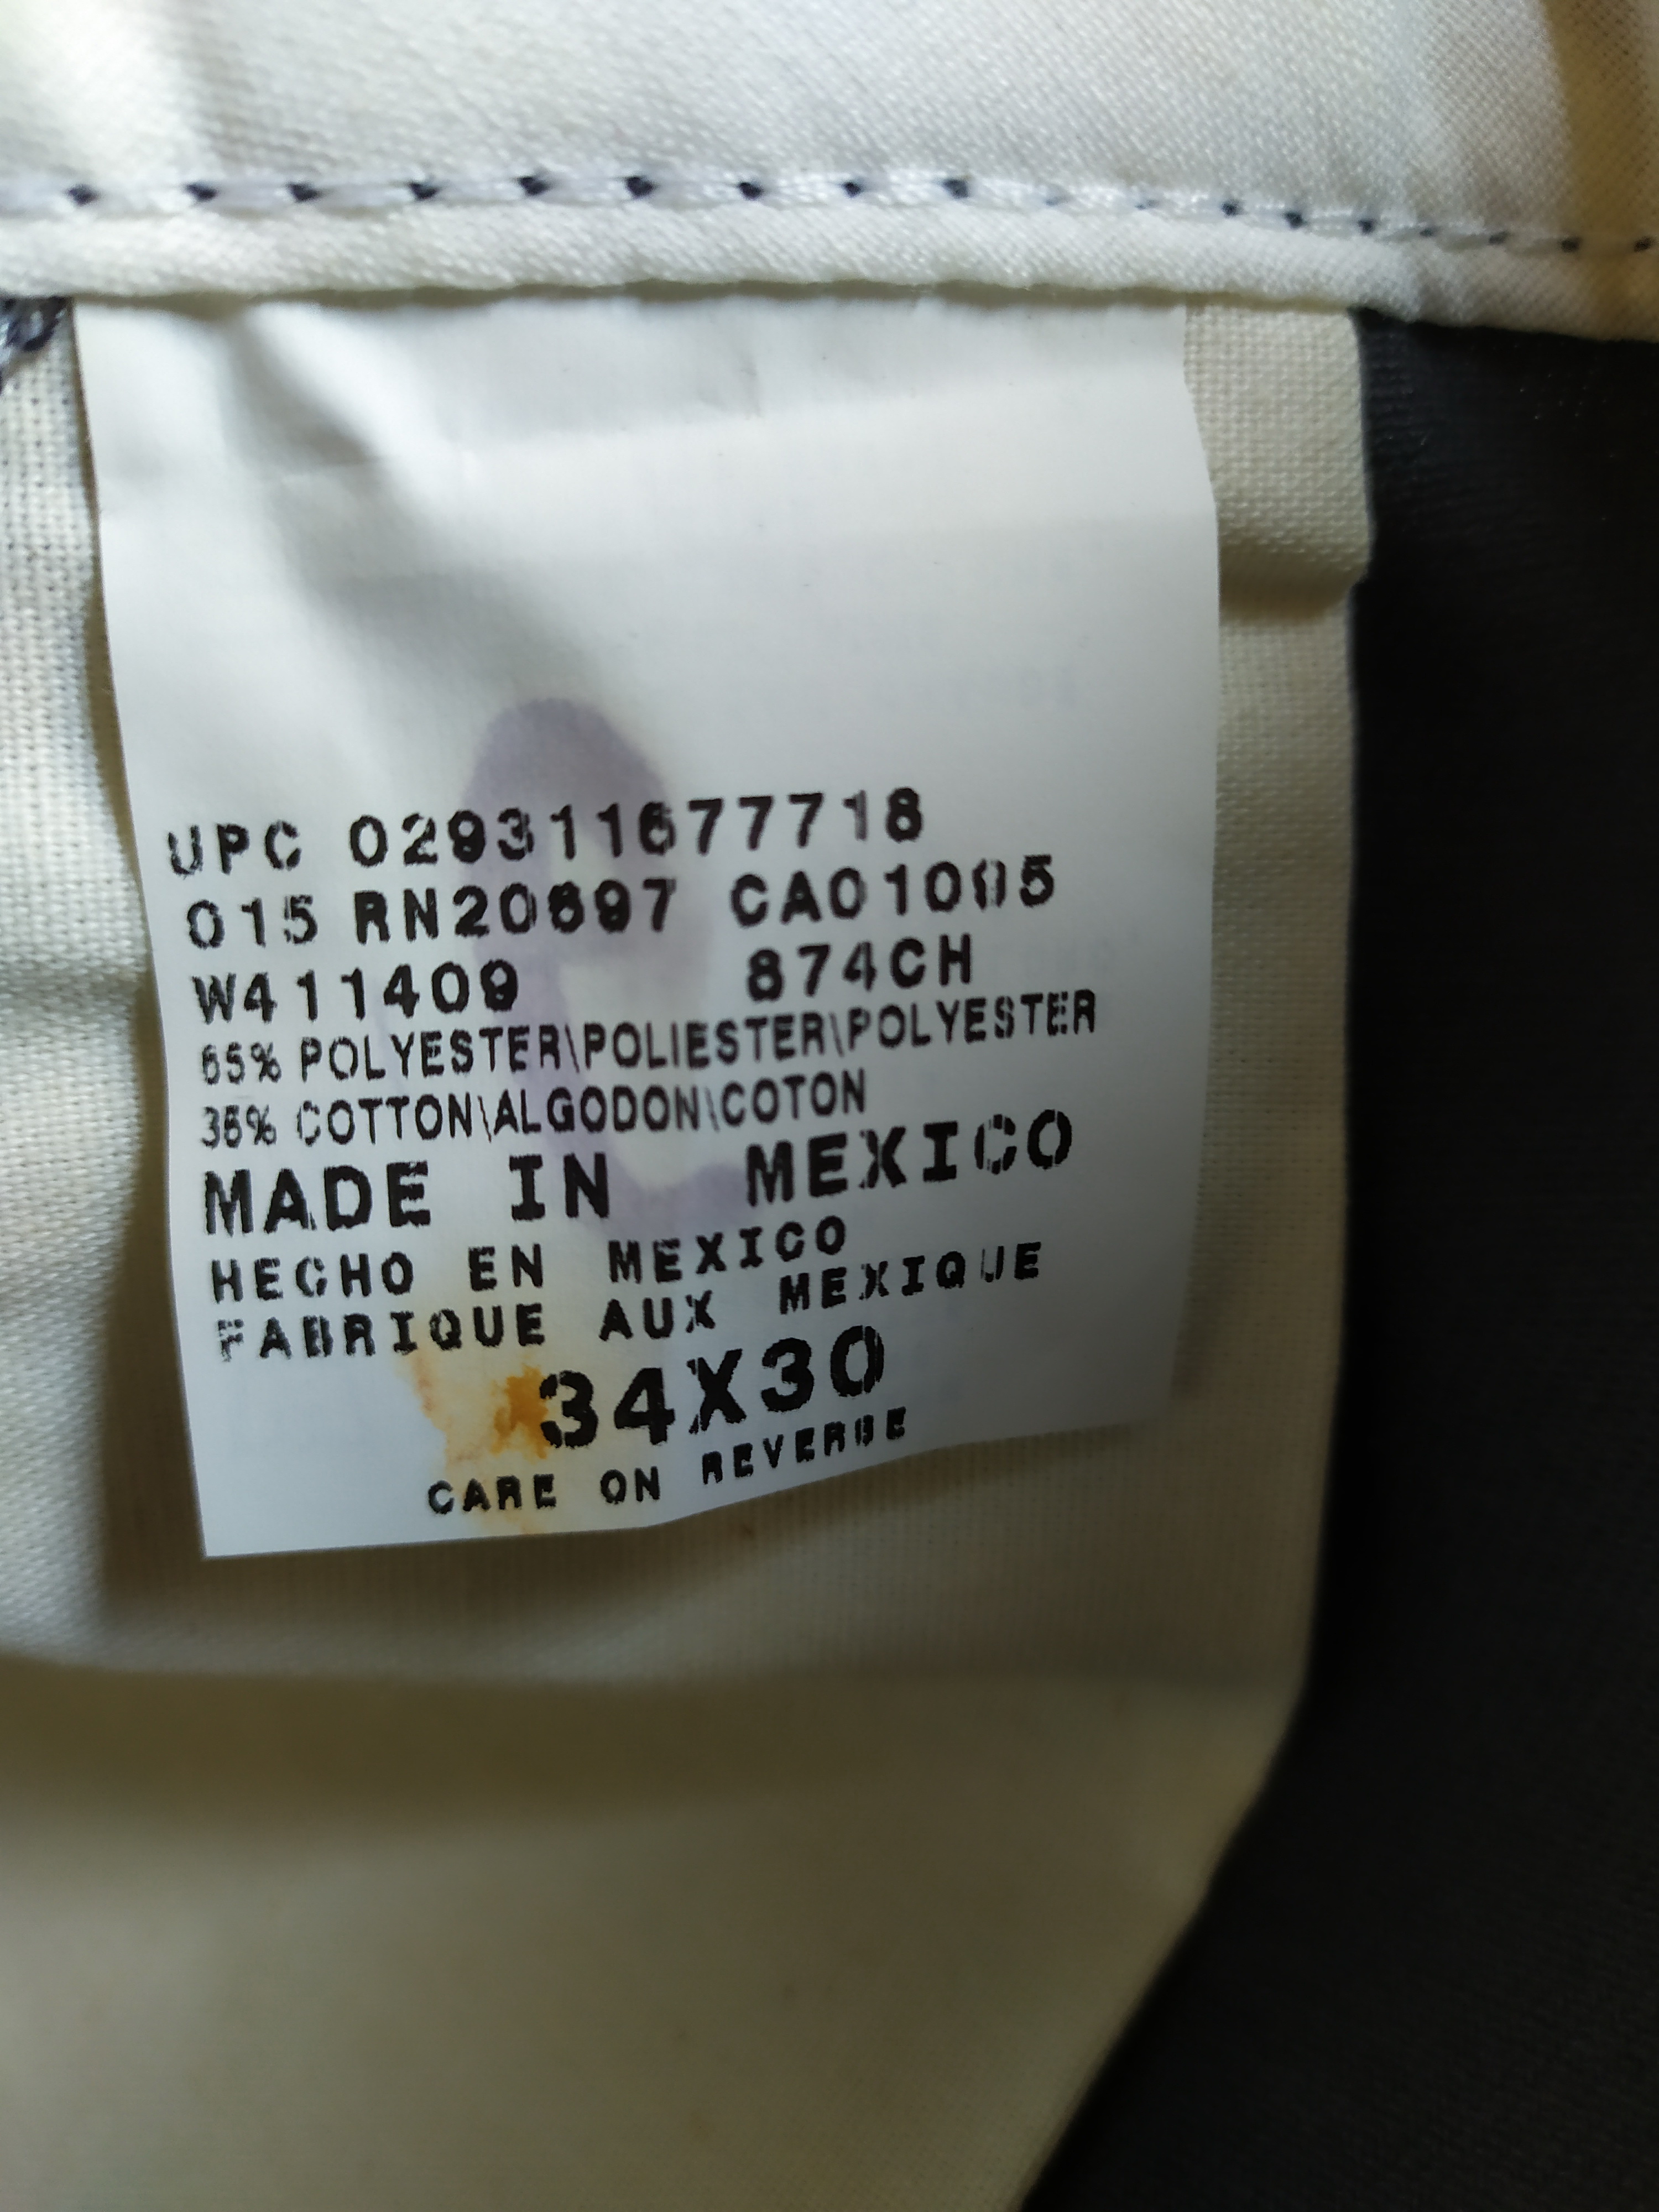 UPC 029311677718
015 RN20697 CA01005
W411409 874CH
65% POLYESTER\POLIESTER\POLYESTER
35% COTTON\ALGODON\COTON
MADE IN MEXICO
HECHO EN MEXICO
FABRIQUE AUX MEXIQUE
34X30
CARE ON REVERSE